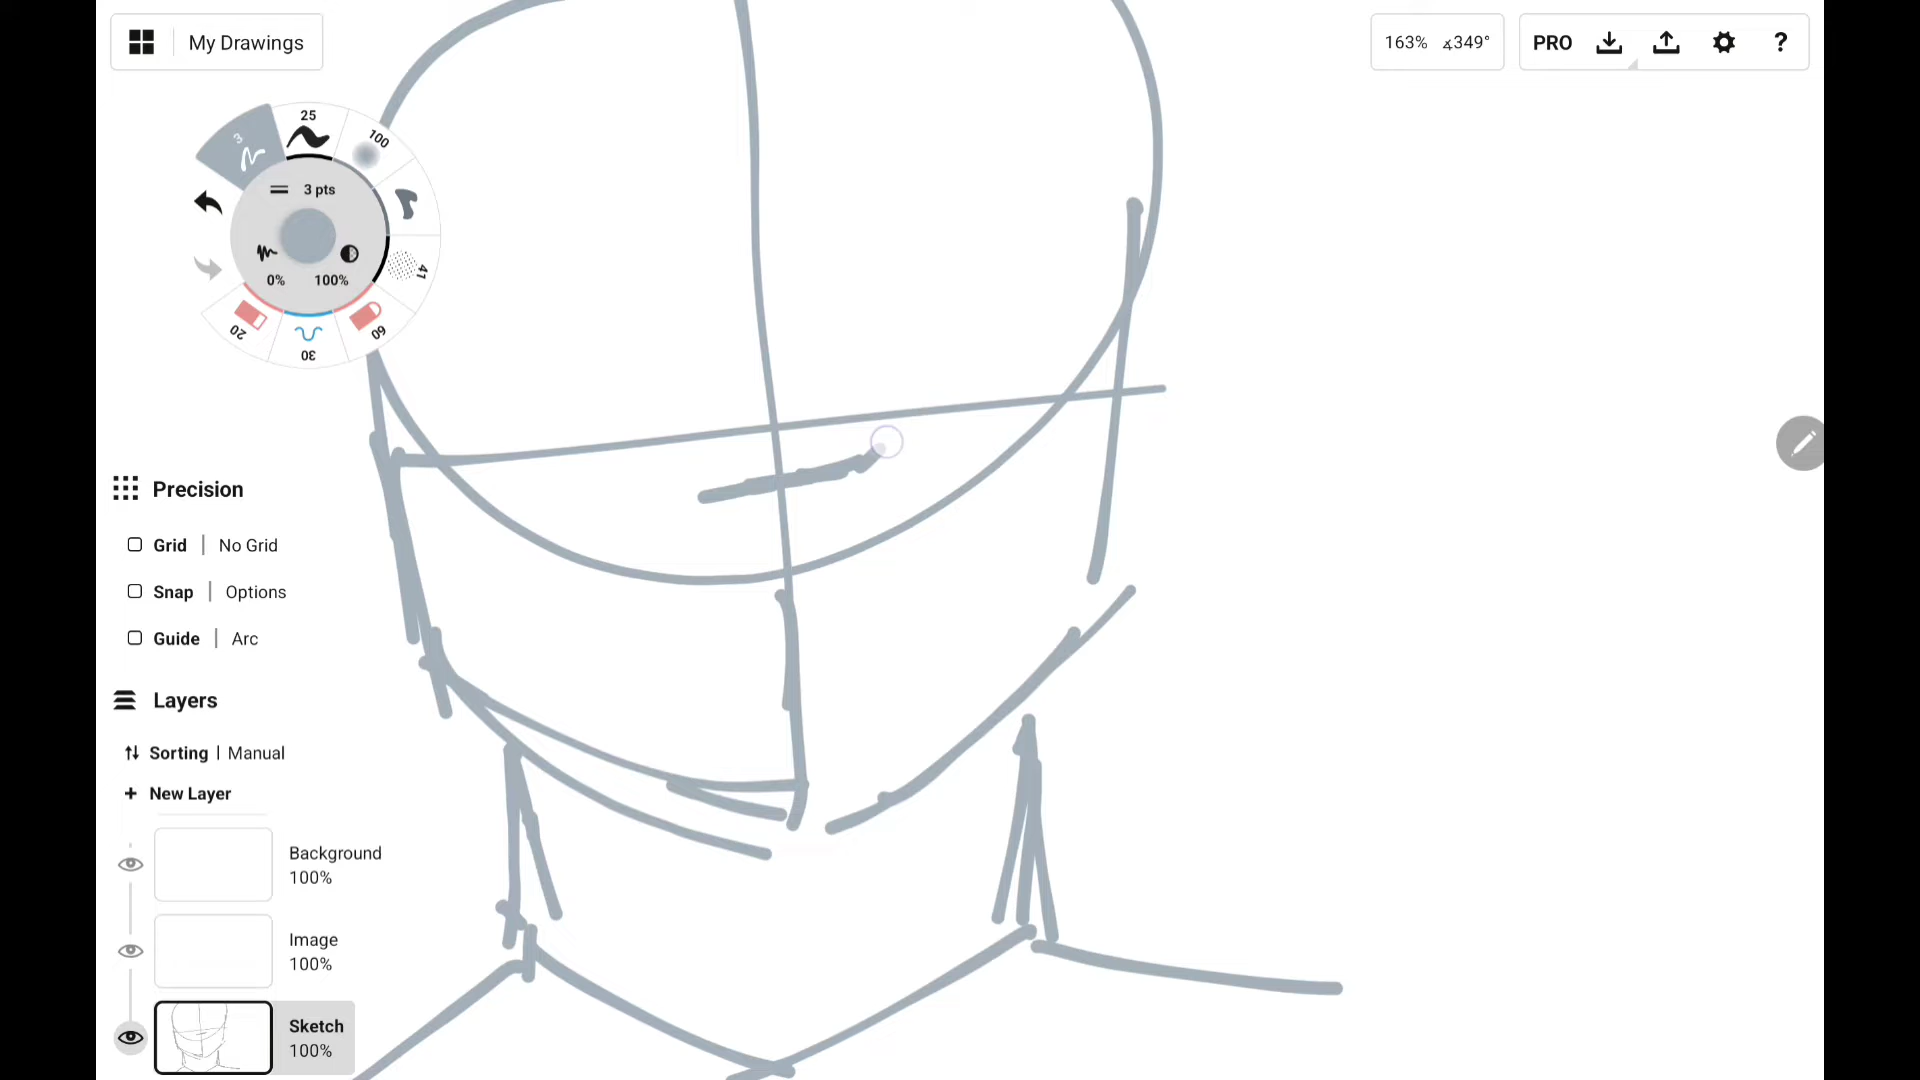 My Drawings
163% ∡349°
PRO
?
25
100
3
3 pts
41
0%
100%
20
30
60
Precision
Grid | No Grid
Snap | Options
Guide | Arc
Layers
Sorting | Manual
+ New Layer
Background
100%
Image
100%
Sketch
100%